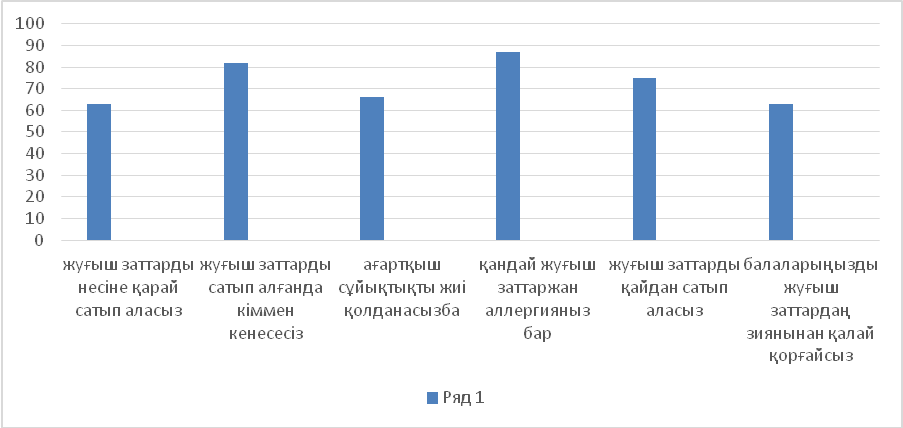 100
90
80
70
60
50
40
30
20
10
0
жуғыш заттарды
несіне қарай
сатып аласыз
жуғыш заттарды
сатып алғанда
кіммен
кенесесіз
ағартқыш
сұйықтықты жиі
қолданасызба
қандай жуғыш
заттаржан
аллергияныз
бар
жуғыш заттарды
қайдан сатып
аласыз
балаларыңызды
жуғыш
заттардаң
зиянынан қалай
қорғайсыз
Ряд 1